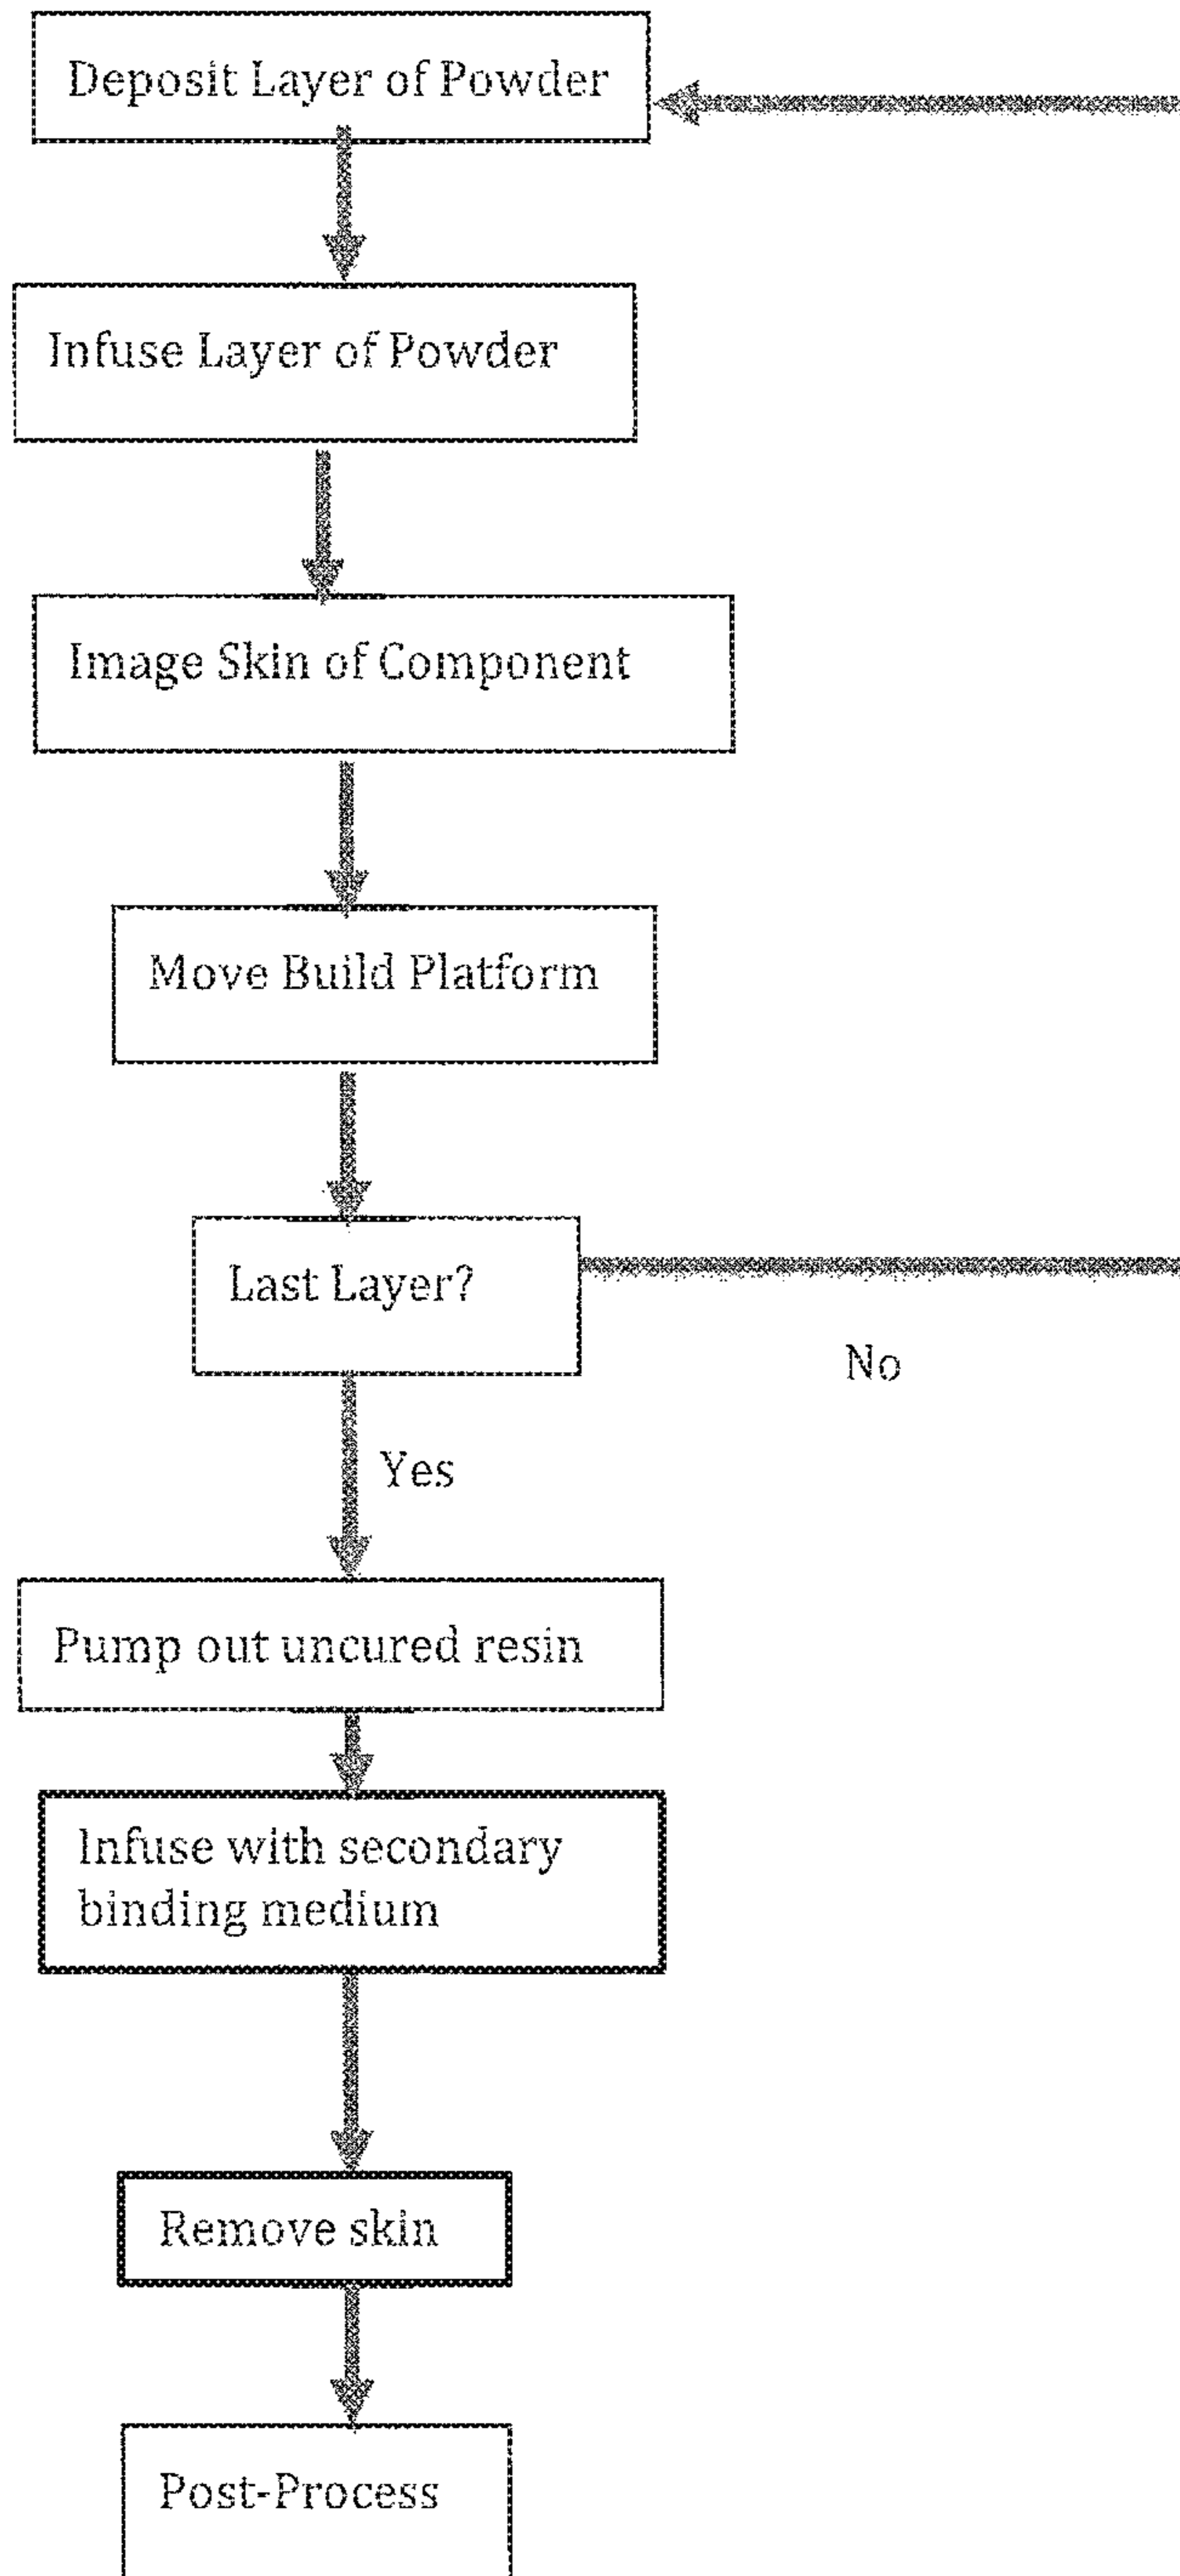 Deposit Layer of Powder
Infuse Layer of Powder
Image Skin of Component
Move Build Platform
Last Layer?
No
Yes
Pump out uncured resin
Infuse with secondary
binding medium
Remove skin
Post-Process